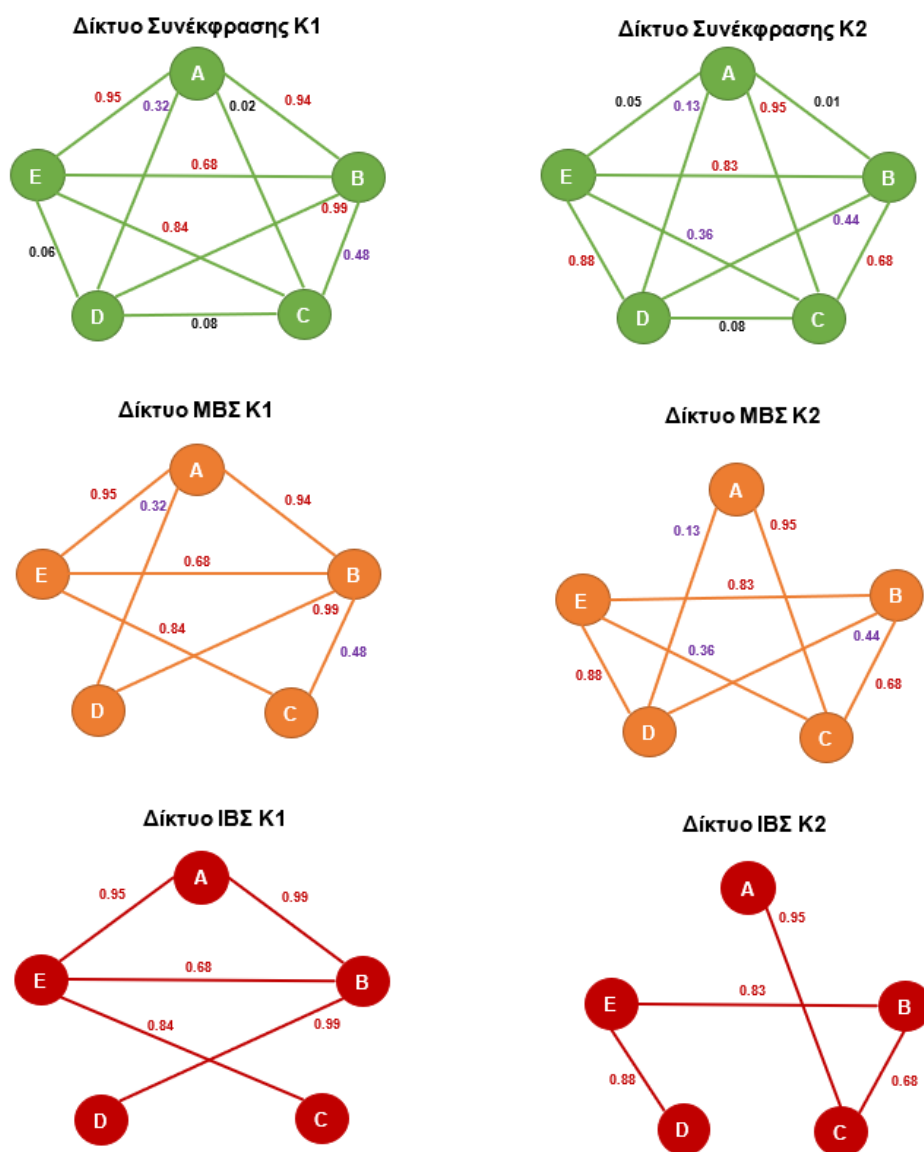 Δίκτυο Συνέκφρασης Κ1
A
0.95
0.32
0.02
0.94
E
0.68
B
0.99
0.84
0.06
0.48
D
C
0.08
Δίκτυο Συνέκφρασης Κ2
A
0.05
0.13
0.95
0.01
E
0.83
B
0.44
0.36
0.88
0.68
D
C
0.08
Δίκτυο ΜΒΣ Κ1
A
0.95
0.32
0.94
E
0.68
B
0.99
0.84
0.48
D
C
Δίκτυο ΜΒΣ Κ2
A
0.13
0.95
E
0.83
B
0.44
0.36
0.88
0.68
D
C
Δίκτυο ΙΒΣ Κ1
A
0.95
0.99
E
0.68
B
0.84
0.99
D
C
Δίκτυο ΙΒΣ Κ2
A
0.95
E
0.83
B
0.88
0.68
D
C